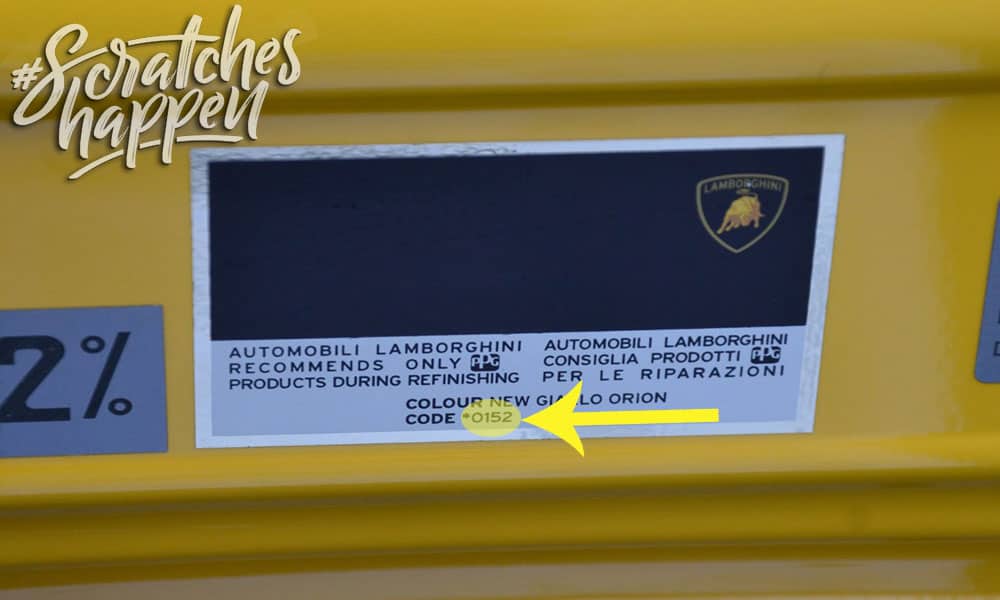 #Scratches
happen
LAMBORGHINI
2%
AUTOMOBILI LAMBORGHINI
RECOMMENDS ONLY PPG
PRODUCTS DURING REFINISHING
AUTOMOBILI LAMBORGHINI
CONSIGLIA PRODOTTI PPG
PER LE RIPARAZIONI
COLOUR NEW GIALLO ORION
CODE *0152